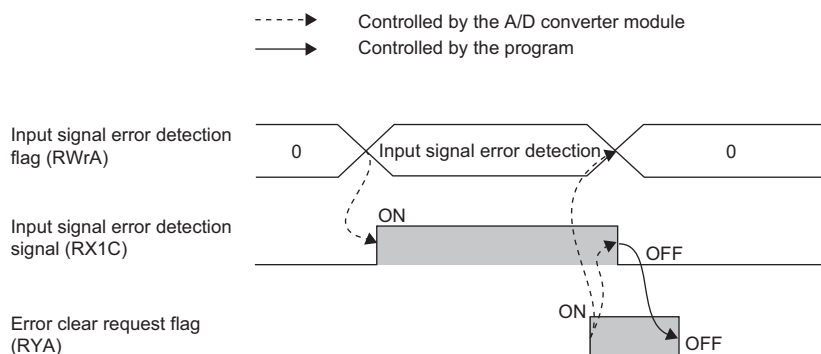 Controlled by the A/D converter module
Controlled by the program
Input signal error detection
flag (RWrA)
0
Input signal error detection
0
Input signal error detection
signal (RX1C)
ON
OFF
Error clear request flag
(RYA)
ON
OFF